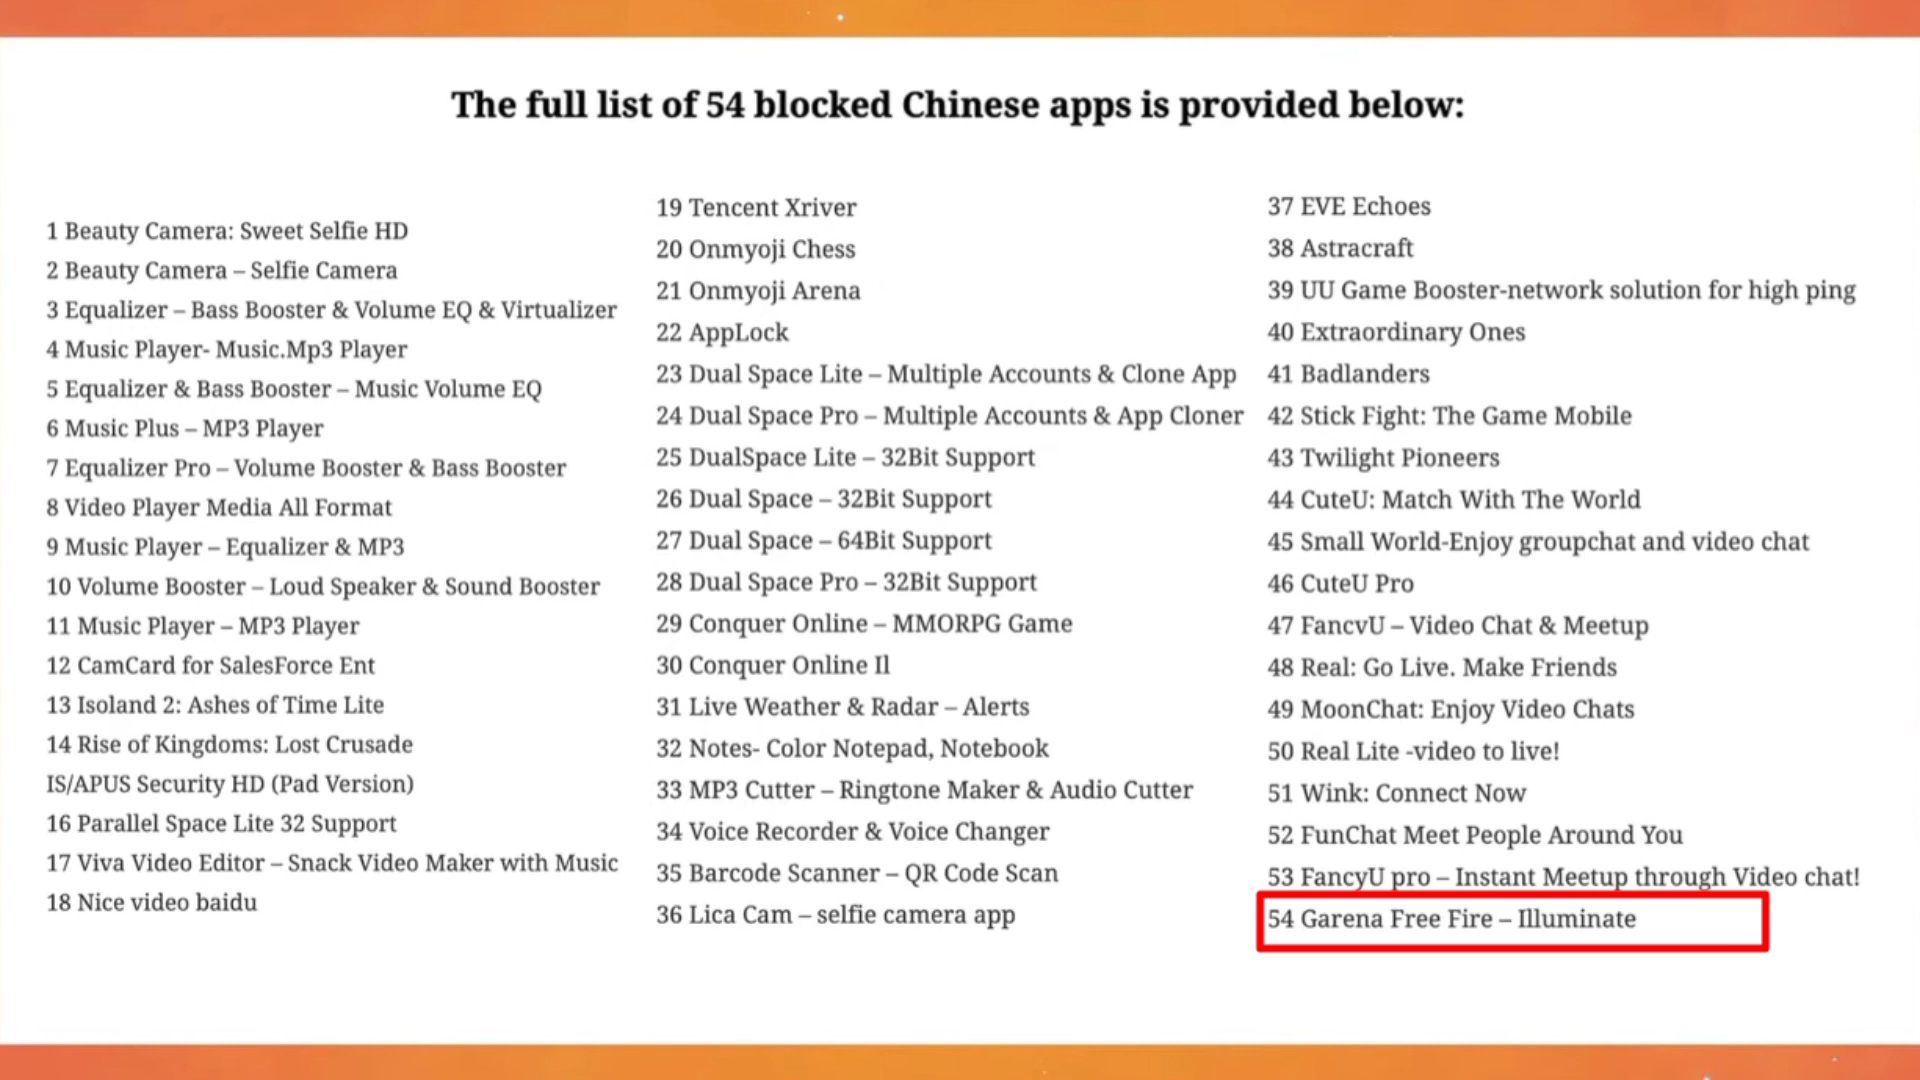 The full list of 54 blocked Chinese apps is provided below:
1 Beauty Camera: Sweet Selfie HD
2 Beauty Camera – Selfie Camera
3 Equalizer – Bass Booster & Volume EQ & Virtualizer
4 Music Player- Music.Mp3 Player
5 Equalizer & Bass Booster – Music Volume EQ
6 Music Plus – MP3 Player
7 Equalizer Pro – Volume Booster & Bass Booster
8 Video Player Media All Format
9 Music Player – Equalizer & MP3
10 Volume Booster – Loud Speaker & Sound Booster
11 Music Player – MP3 Player
12 CamCard for SalesForce Ent
13 Isoland 2: Ashes of Time Lite
14 Rise of Kingdoms: Lost Crusade
IS/APUS Security HD (Pad Version)
16 Parallel Space Lite 32 Support
17 Viva Video Editor – Snack Video Maker with Music
18 Nice video baidu
19 Tencent Xriver
20 Onmyoji Chess
21 Onmyoji Arena
22 AppLock
23 Dual Space Lite – Multiple Accounts & Clone App
24 Dual Space Pro – Multiple Accounts & App Cloner
25 DualSpace Lite – 32Bit Support
26 Dual Space – 32Bit Support
27 Dual Space – 64Bit Support
28 Dual Space Pro – 32Bit Support
29 Conquer Online – MMORPG Game
30 Conquer Online Il
31 Live Weather & Radar – Alerts
32 Notes- Color Notepad, Notebook
33 MP3 Cutter – Ringtone Maker & Audio Cutter
34 Voice Recorder & Voice Changer
35 Barcode Scanner – QR Code Scan
36 Lica Cam – selfie camera app
37 EVE Echoes
38 Astracraft
39 UU Game Booster-network solution for high ping
40 Extraordinary Ones
41 Badlanders
42 Stick Fight: The Game Mobile
43 Twilight Pioneers
44 CuteU: Match With The World
45 Small World-Enjoy groupchat and video chat
46 CuteU Pro
47 FancvU – Video Chat & Meetup
48 Real: Go Live. Make Friends
49 MoonChat: Enjoy Video Chats
50 Real Lite -video to live!
51 Wink: Connect Now
52 FunChat Meet People Around You
53 FancyU pro – Instant Meetup through Video chat!
54 Garena Free Fire – Illuminate